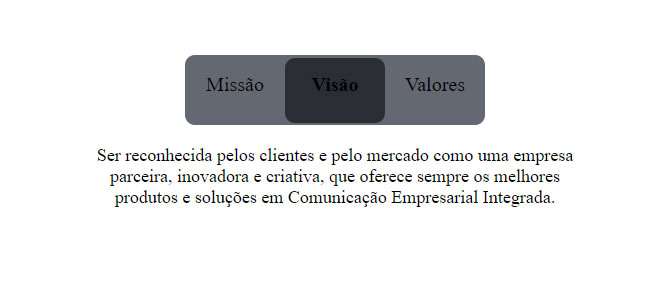 Missão Visão Valores
Ser reconhecida pelos clientes e pelo mercado como uma empresa
parceira, inovadora e criativa, que oferece sempre os melhores
produtos e soluções em Comunicação Empresarial Integrada.